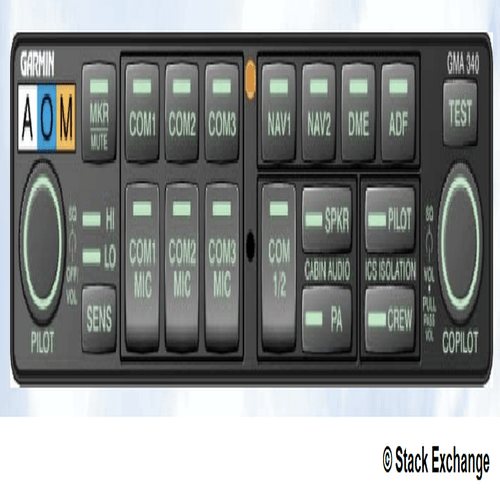 GARMIN
GMA 340
A O M
MKR
MUTE
COM1
COM2
COM3
NAV1
NAV2
DME
ADF
TEST
SQ
OFF
VOL
PILOT
HI
LO
SENS
COM1
MIC
COM2
MIC
COM3
MIC
COM
1/2
SPKR
CABIN AUDIO
PA
PILOT
ICS ISOLATION
CREW
SQ
VOL
PULL
PASS
VOL
COPILOT
© Stack Exchange